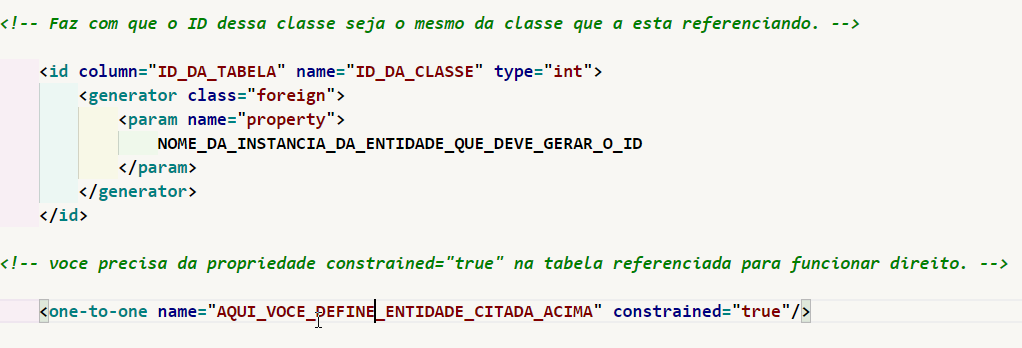 <!-- Faz com que o ID dessa classe seja o mesmo da classe que a esta referenciando. -->
<id column="ID_DA_TABELA" name="ID_DA_CLASSE" type="int">
<generator class="foreign">
<param name="property">
NOME_DA_INSTANCIA_DA_ENTIDADE_QUE_DEVE_GERAR_O_ID
</param>
</generator>
</id>
<!-- voce precisa da propriedade constrained="true" na tabela referenciada para funcionar direito. -->
<one-to-one name="AQUI_VOCE_DEFINE_ENTIDADE_CITADA_ACIMA" constrained="true"/>